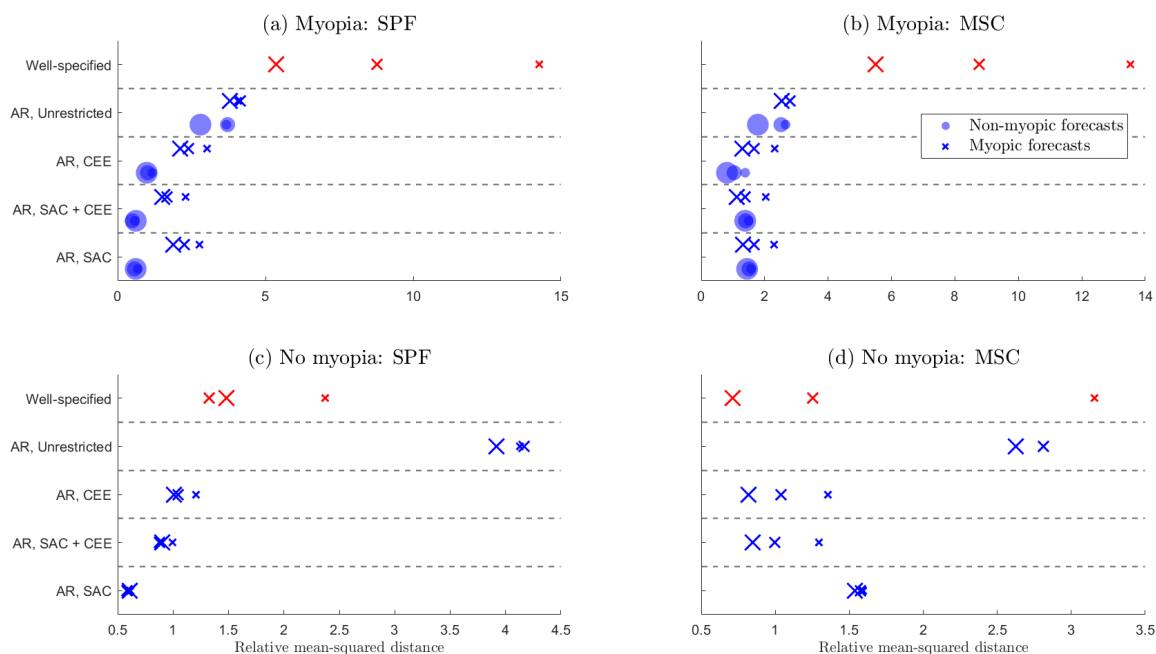 (a) Myopia: SPF
Well-specified
AR, Unrestricted
AR, CEE
AR, SAC + CEE
AR, SAC
0 5 10 15
(b) Myopia: MSC
Non-myopic forecasts
Myopic forecasts
0 2 4 6 8 10 12 14
(c) No myopia: SPF
Well-specified
AR, Unrestricted
AR, CEE
AR, SAC + CEE
AR, SAC
0.5 1 1.5 2 2.5 3 3.5 4 4.5
Relative mean-squared distance
(d) No myopia: MSC
0.5 1 1.5 2 2.5 3 3.5
Relative mean-squared distance